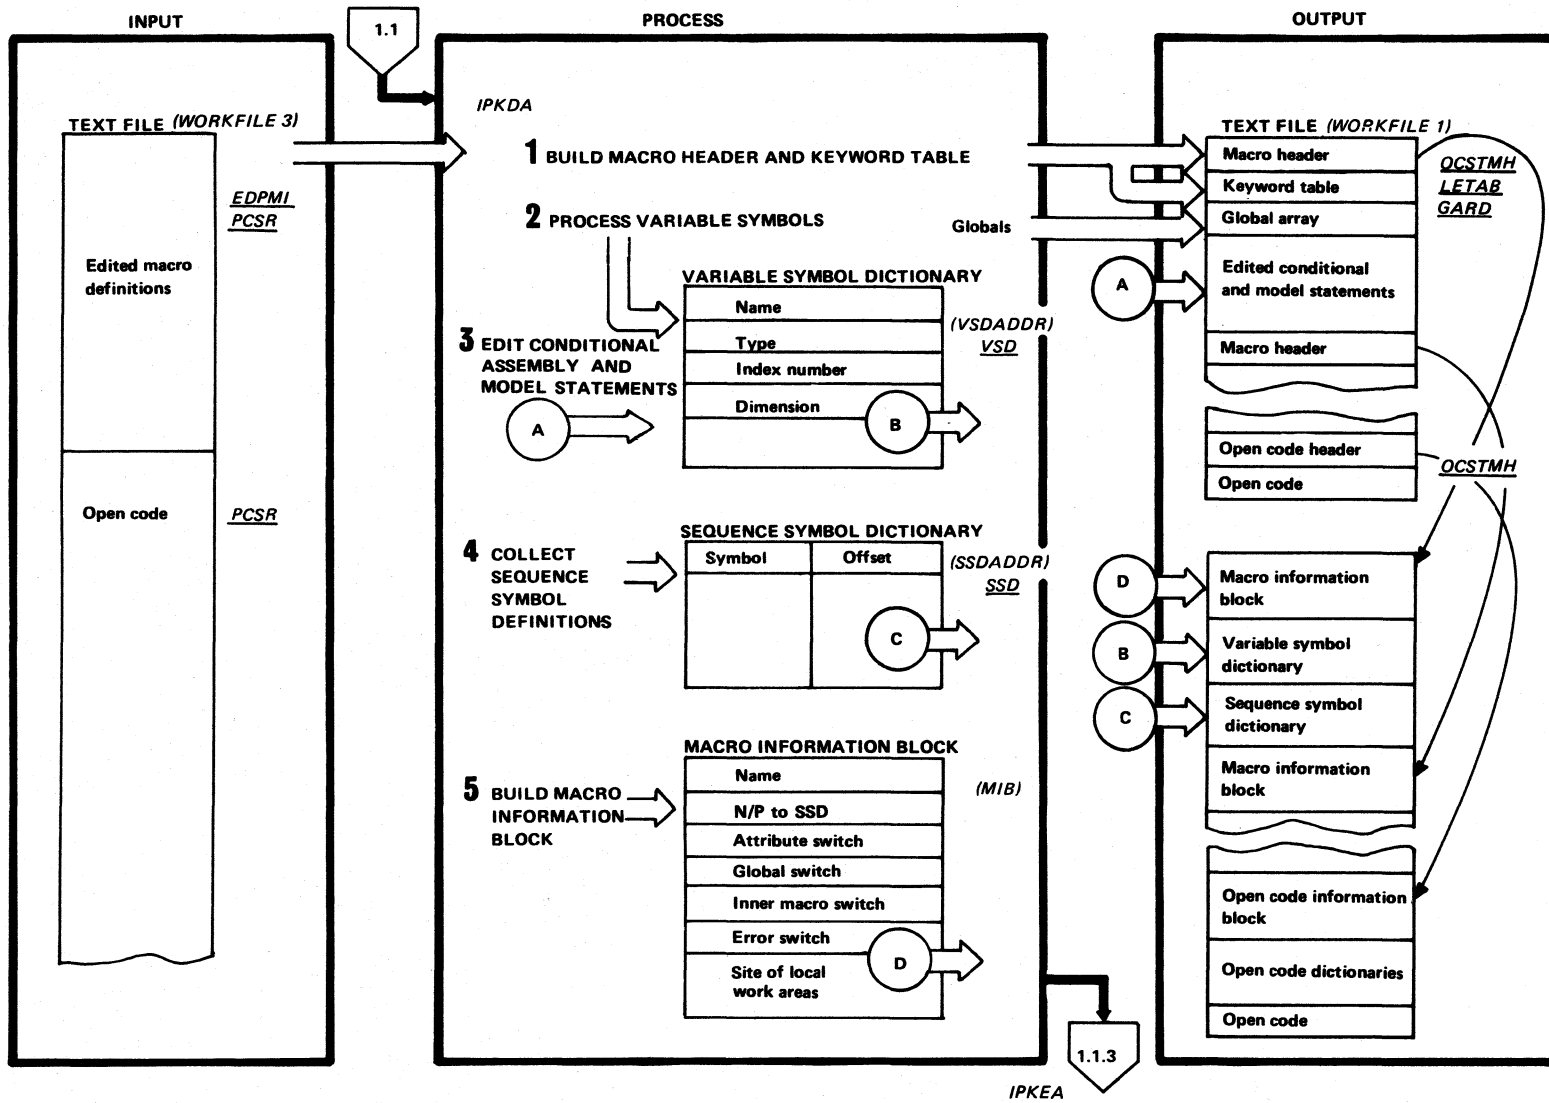 INPUT
1.1
PROCESS
OUTPUT
TEXT FILE (WORKFILE 3)
EDPMI
PCSR
Edited macro
definitions
Open code
PCSR
IPKDA
1 BUILD MACRO HEADER AND KEYWORD TABLE
2 PROCESS VARIABLE SYMBOLS
Globals
VARIABLE SYMBOL DICTIONARY
Name
Type
Index number
Dimension
B
(VSDADDR)
VSD
3 EDIT CONDITIONAL
ASSEMBLY AND
MODEL STATEMENTS
A
4 COLLECT
SEQUENCE
SYMBOL
DEFINITIONS
SEQUENCE SYMBOL DICTIONARY
Symbol
Offset
C
(SSDADDR)
SSD
5 BUILD MACRO
INFORMATION
BLOCK
MACRO INFORMATION BLOCK
Name
N/P to SSD
Attribute switch
Global switch
Inner macro switch
Error switch
D
Site of local
work areas
(MIB)
1.1.3
IPKEA
TEXT FILE (WORKFILE 1)
Macro header
Keyword table
Global array
OCSTMH
LETAB
GARD
A
Edited conditional
and model statements
Macro header
Open code header
Open code
OCSTMH
D
Macro information
block
B
Variable symbol
dictionary
C
Sequence symbol
dictionary
Macro information
block
Open code information
block
Open code dictionaries
Open code